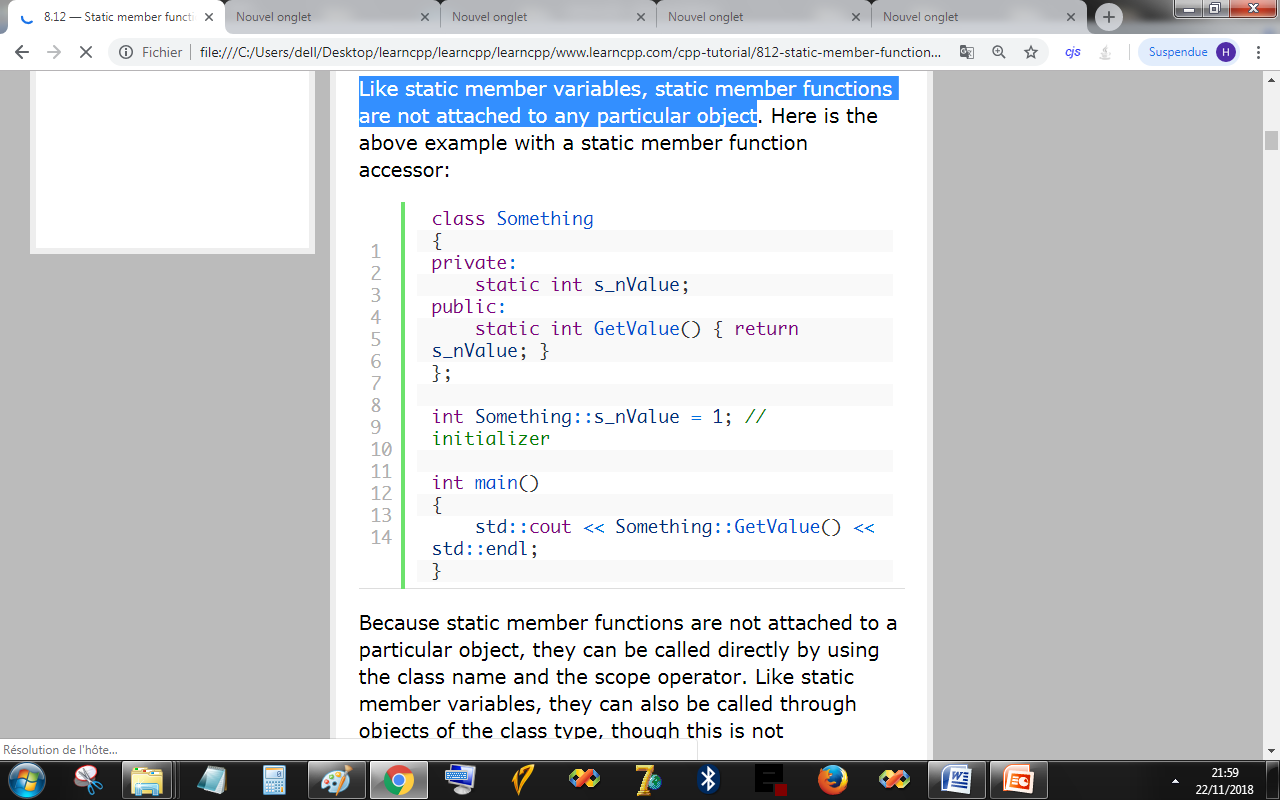 8.12 — Static member functi
Nouvel onglet
Nouvel onglet
Nouvel onglet
Nouvel onglet
Fichier
file:///C:/Users/dell/Desktop/learncpp/learncpp/learncpp/www.learncpp.com/cpp-tutorial/812-static-member-function...
cjs
Suspendue
H
Like static member variables, static member functions
are not attached to any particular object. Here is the
above example with a static member function
accessor:
1
2
3
4
5
6
7
8
9
10
11
12
13
14
class Something
{
private:
    static int s_nValue;
public:
    static int GetValue() { return
s_nValue; }
};
int Something::s_nValue = 1; //
initializer
int main()
{
    std::cout << Something::GetValue() <<
std::endl;
}
Because static member functions are not attached to a
particular object, they can be called directly by using
the class name and the scope operator. Like static
member variables, they can also be called through
objects of the class type, though this is not
Résolution de l'hôte...
21:59
22/11/2018